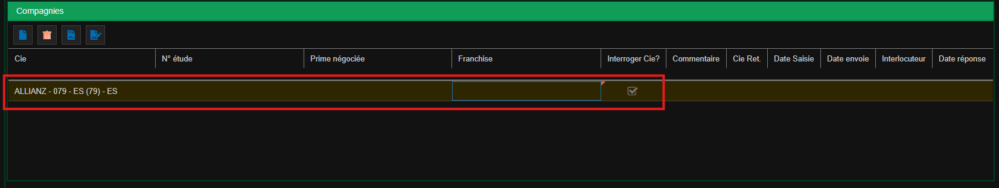 Compagnies
Cie N° étude Prime négociée Franchise Interroger Cie? Commentaire Cie Ret. Date Saisie Date envoie Interlocuteur Date réponse
ALLIANZ - 079 - ES (79) - ES